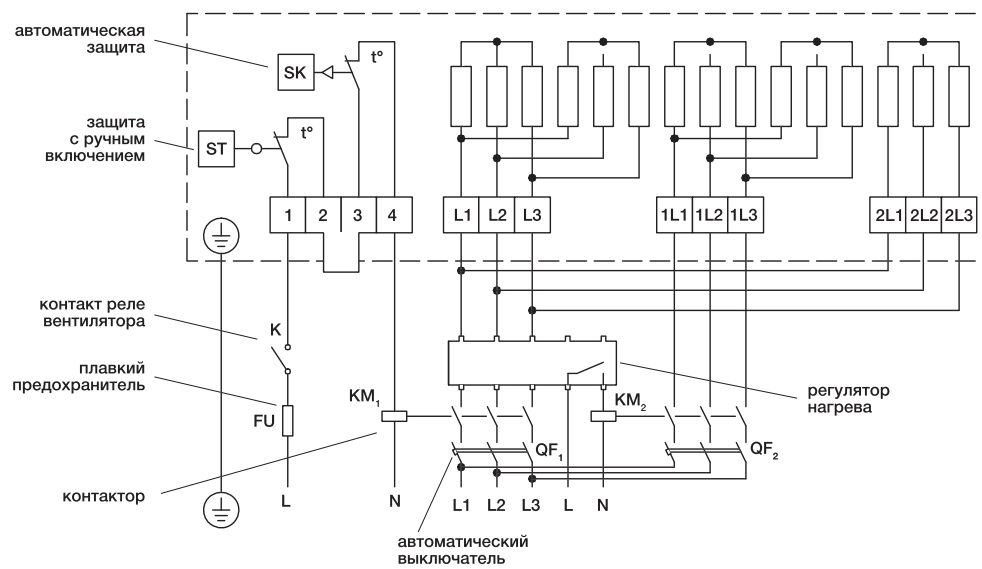 автоматическая
защита
SK
t°
защита
с ручным
включением
ST
t°
1 2 3 4
L1 L2 L3
1L1 1L2 1L3
2L1 2L2 2L3
контакт реле
вентилятора
K
плавкий
предохранитель
FU
KM1
KM2
регулятор
нагрева
QF1
QF2
контактор
L N L1 L2 L3 L N
автоматический
выключатель